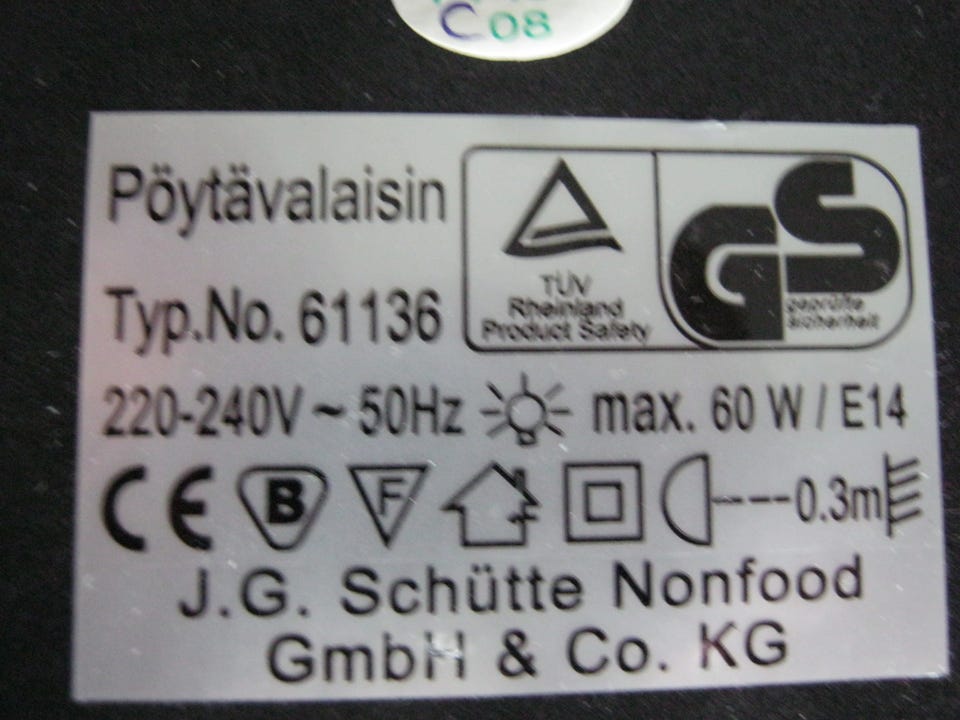 C08
Pöytävalaisin
Typ.No. 61136
TÜV
Rheinland
Product Safety
GS
geprüfte
sicherheit
220-240V ~ 50Hz max. 60 W / E14
CE B F 0.3m
J.G. Schütte Nonfood
GmbH & Co. KG